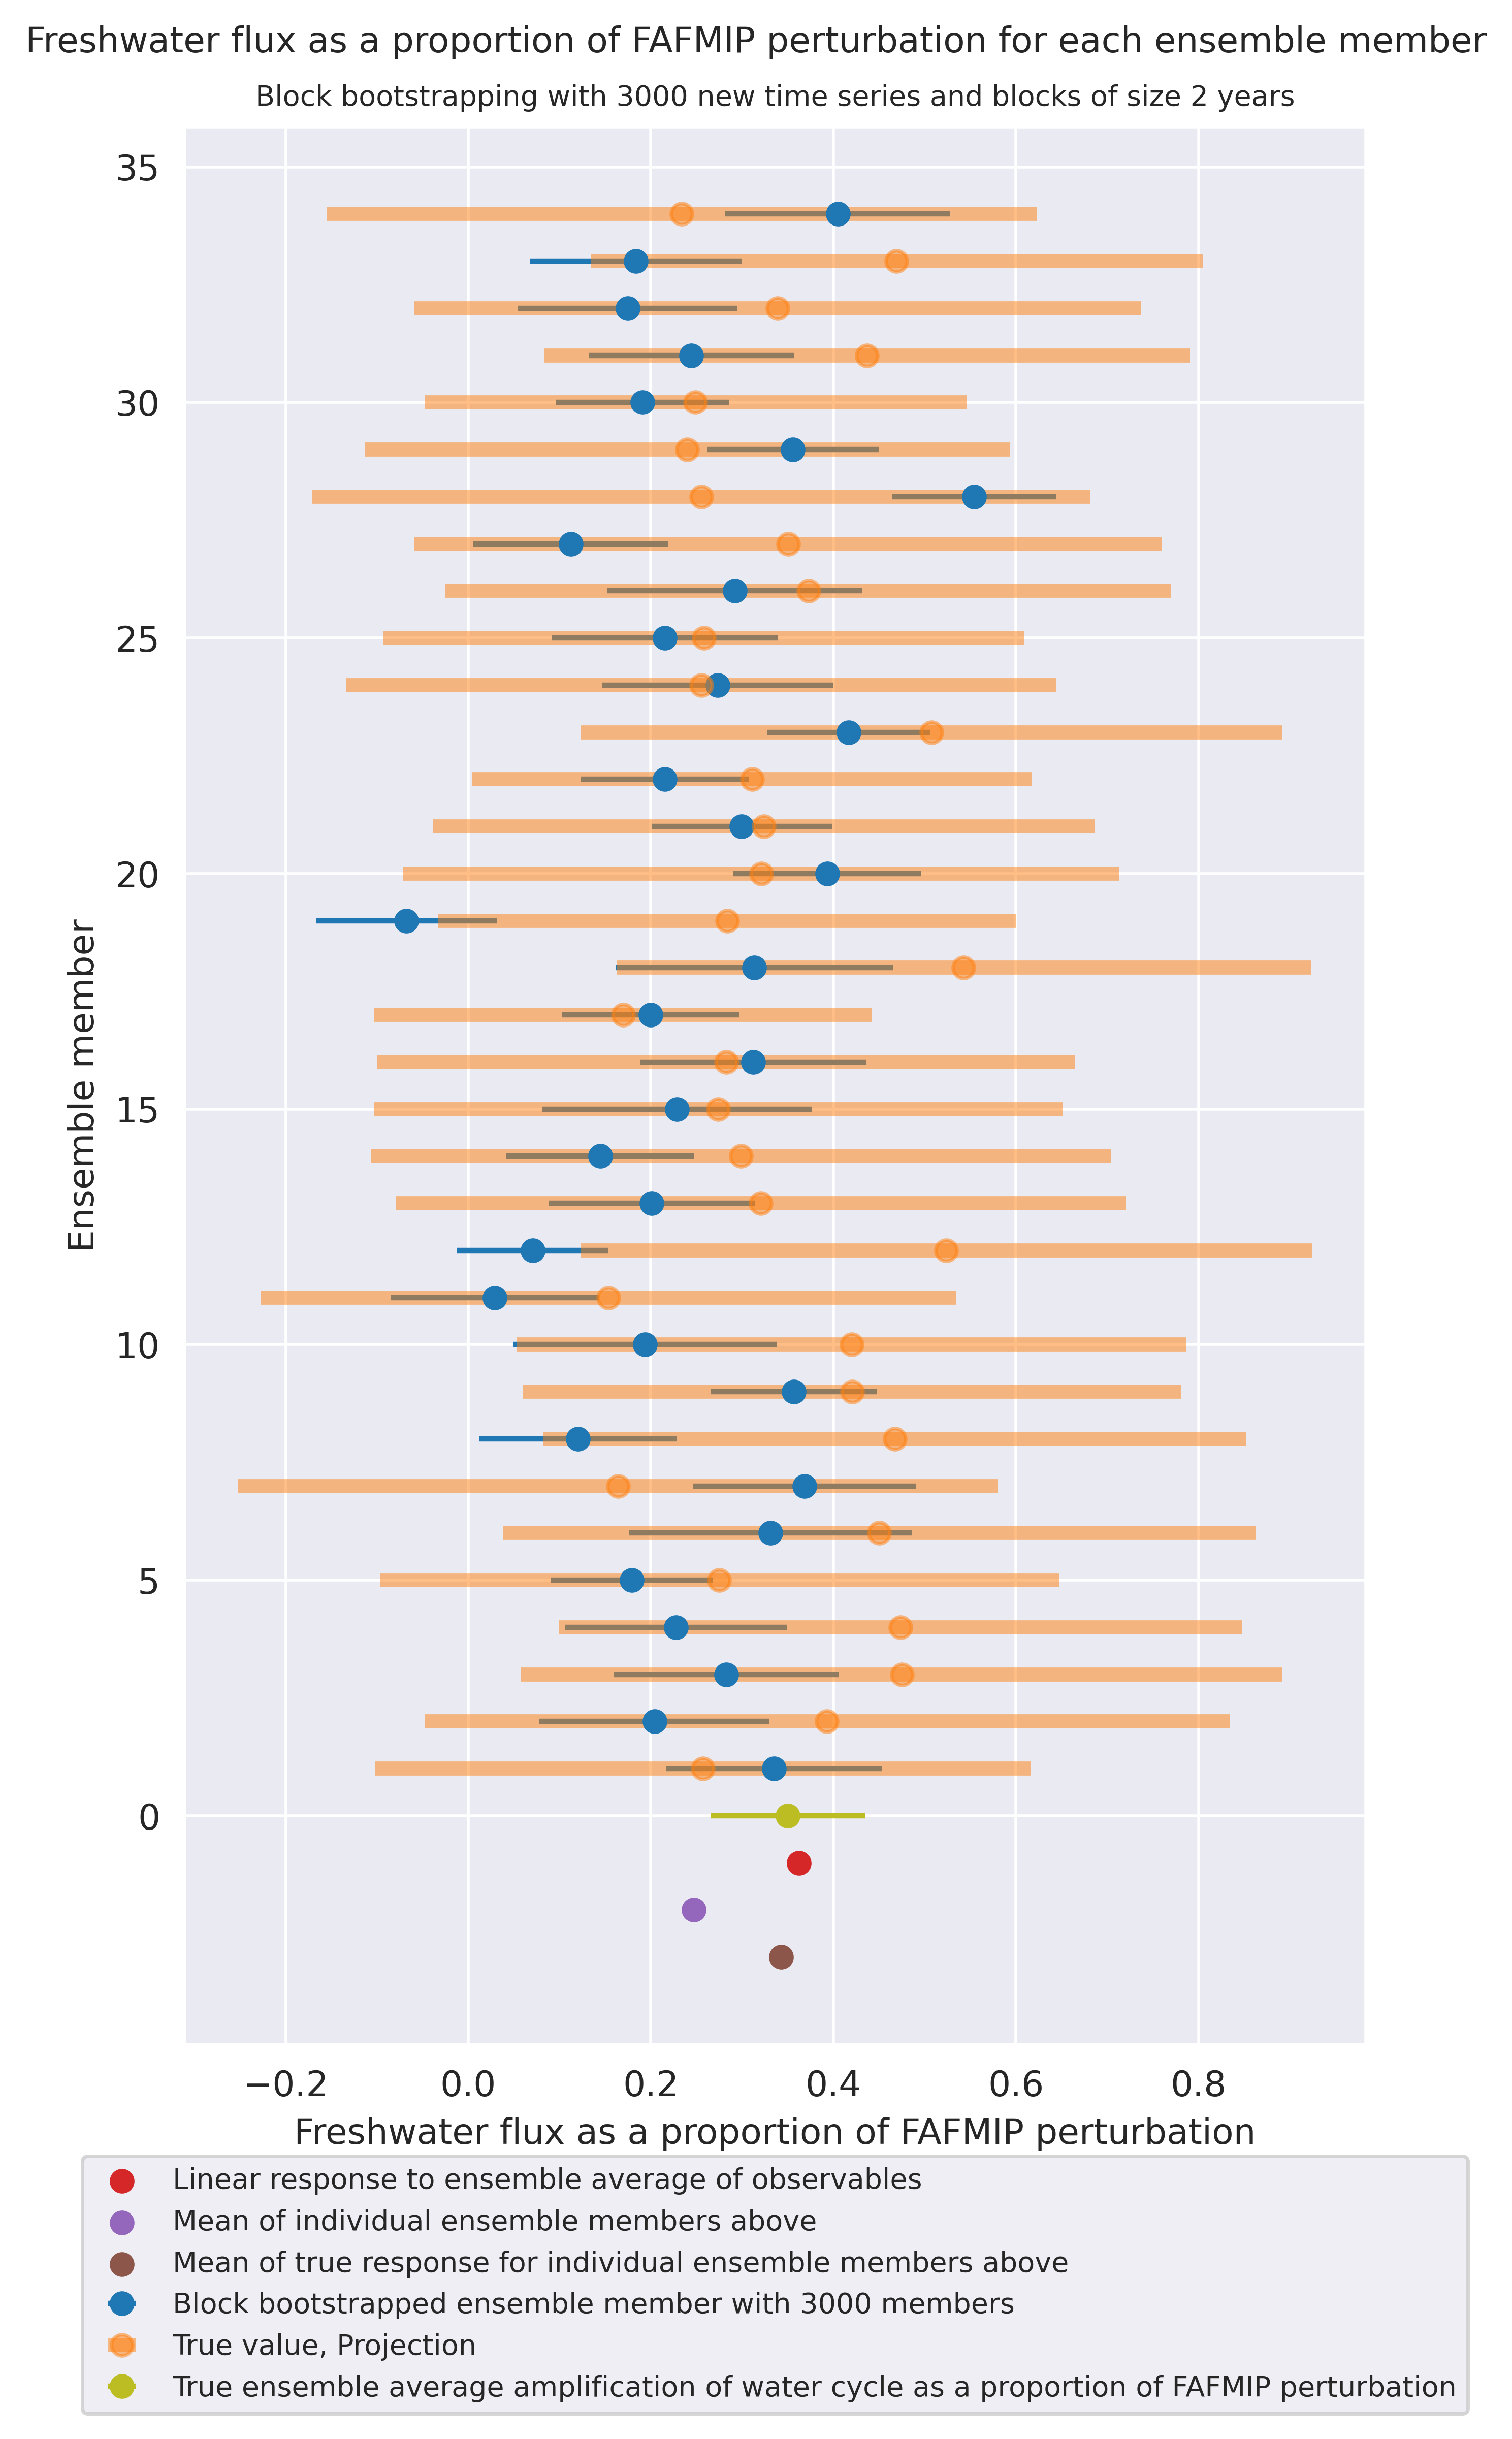 Freshwater flux as a proportion of FAFMIP perturbation for each ensemble member
Block bootstrapping with 3000 new time series and blocks of size 2 years
35
30
25
20
15
10
5
0
Ensemble member
−0.2
0.0
0.2
0.4
0.6
0.8
Freshwater flux as a proportion of FAFMIP perturbation
Linear response to ensemble average of observables
Mean of individual ensemble members above
Mean of true response for individual ensemble members above
Block bootstrapped ensemble member with 3000 members
True value, Projection
True ensemble average amplification of water cycle as a proportion of FAFMIP perturbation